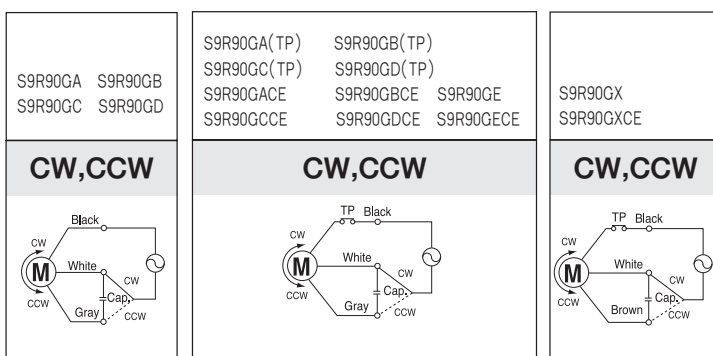 S9R90GA S9R90GB
S9R90GC S9R90GD
CW,CCW
Black
CW
M
White
CW
CCW
Cap.
Gray
CCW
S9R90GA(TP) S9R90GB(TP)
S9R90GC(TP) S9R90GD(TP)
S9R90GACE S9R90GBCE S9R90GE
S9R90GCCE S9R90GDCE S9R90GECE
CW,CCW
TP Black
CW
M
White
CW
CCW
Cap.
Gray
CCW
S9R90GX
S9R90GXCE
CW,CCW
TP Black
CW
M
White
CW
CCW
Cap.
Brown
CCW